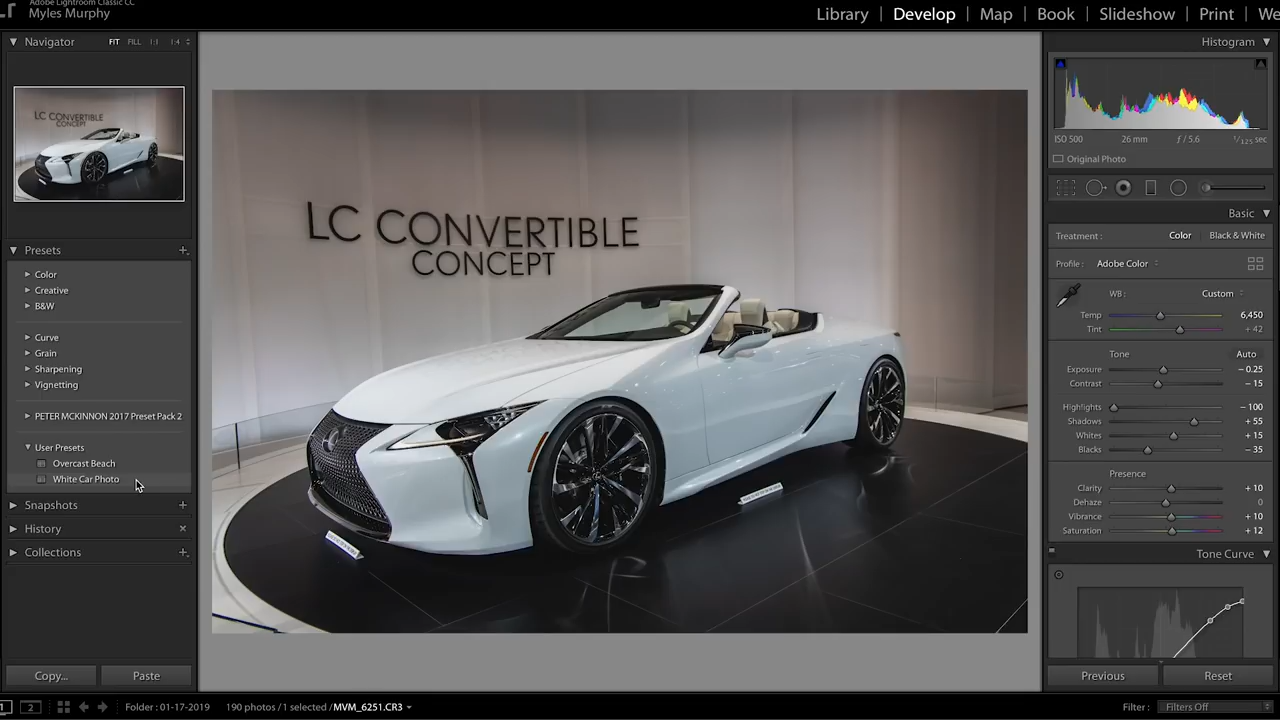 Adobe Lightroom Classic CC
Myles Murphy
Library | Develop | Map | Book | Slideshow | Print | We
Navigator FIT FILL 1:1 1:4
LC CONVERTIBLE
CONCEPT
Presets
Color
Creative
B&W
Curve
Grain
Sharpening
Vignetting
PETER MCKINNON 2017 Preset Pack 2
User Presets
Overcast Beach
White Car Photo
Snapshots
History
Collections
Copy... Paste
LC CONVERTIBLE
CONCEPT
Histogram
ISO 500 26 mm ƒ / 5.6 1/125 sec
Original Photo
Basic
Treatment : Color Black & White
Profile : Adobe Color
WB : Custom
Temp 6,450
Tint + 42
Tone Auto
Exposure − 0.25
Contrast − 15
Highlights − 100
Shadows + 55
Whites + 15
Blacks − 35
Presence
Clarity + 10
Dehaze 0
Vibrance + 10
Saturation + 12
Tone Curve
Previous Reset
1 2 Folder : 01-17-2019 190 photos / 1 selected / MVM_6251.CR3 Filter : Filters Off